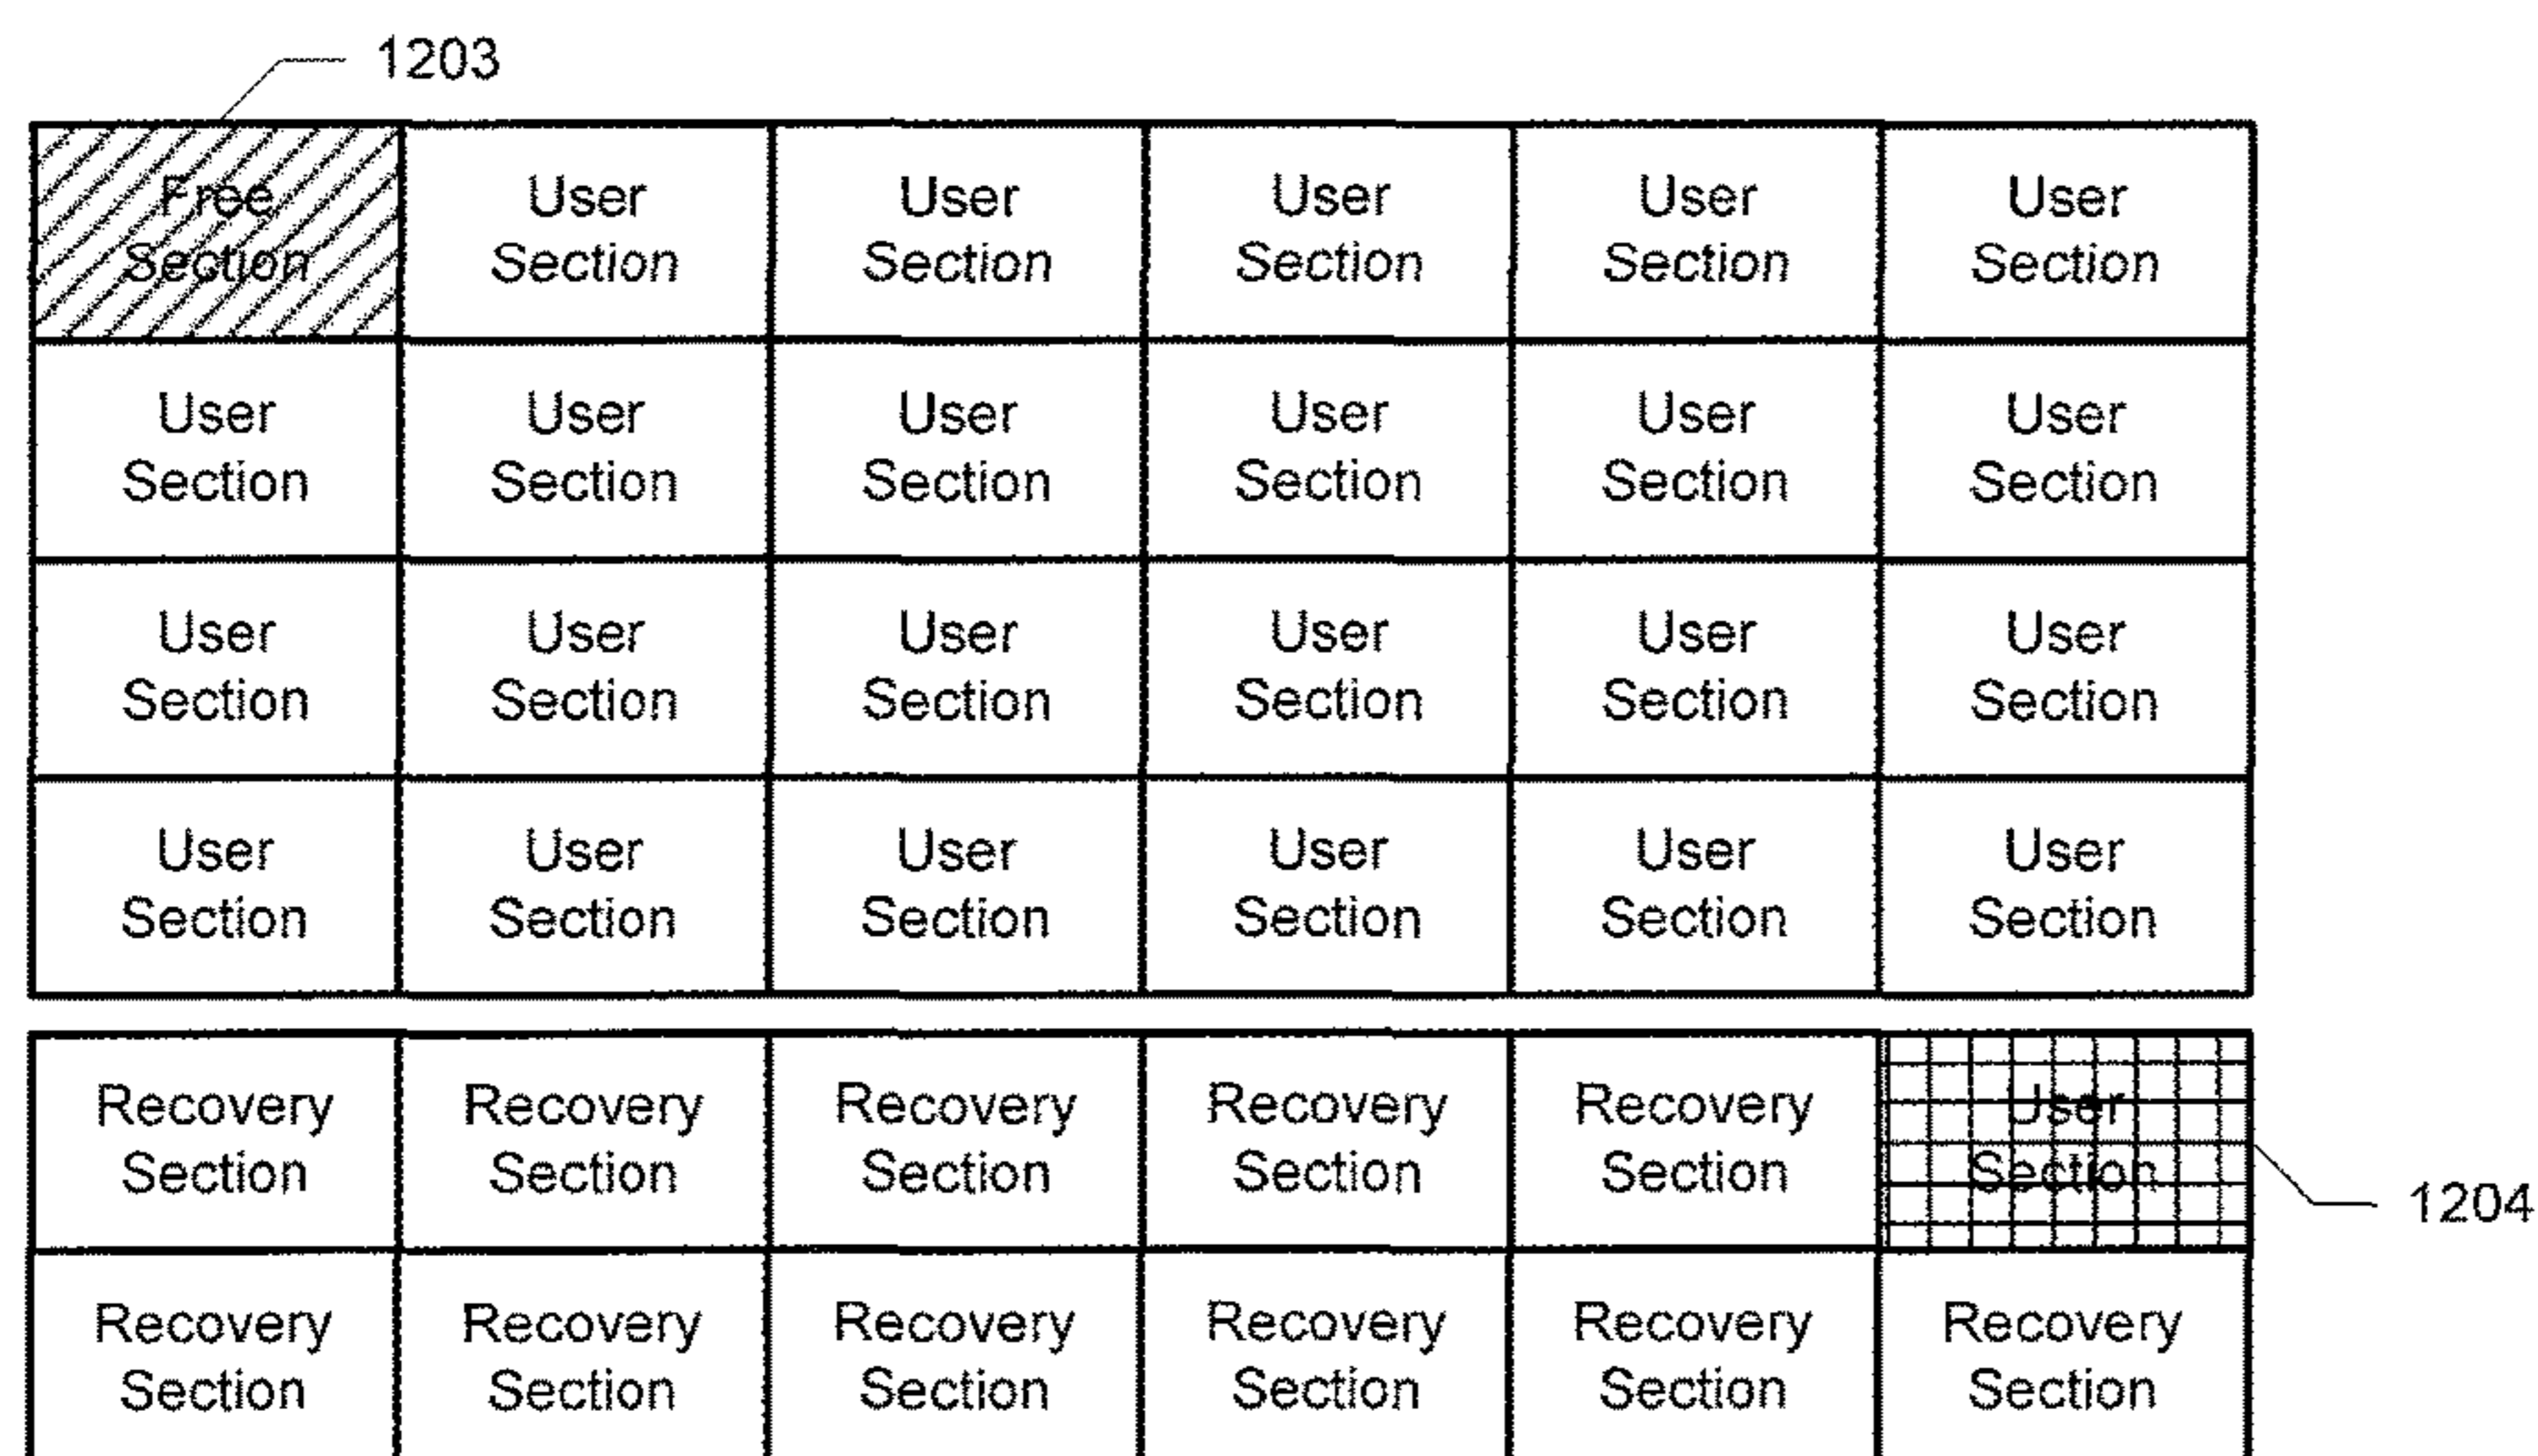 1203
Free User User User User User
Section Section Section Section Section Section
User User User User User User
Section Section Section Section Section Section
User User User User User User
Section Section Section Section Section Section
User User User User User User
Section Section Section Section Section Section
Recovery Recovery Recovery Recovery Recovery User
Section Section Section Section Section Section
1204
Recovery Recovery Recovery Recovery Recovery Recovery
Section Section Section Section Section Section